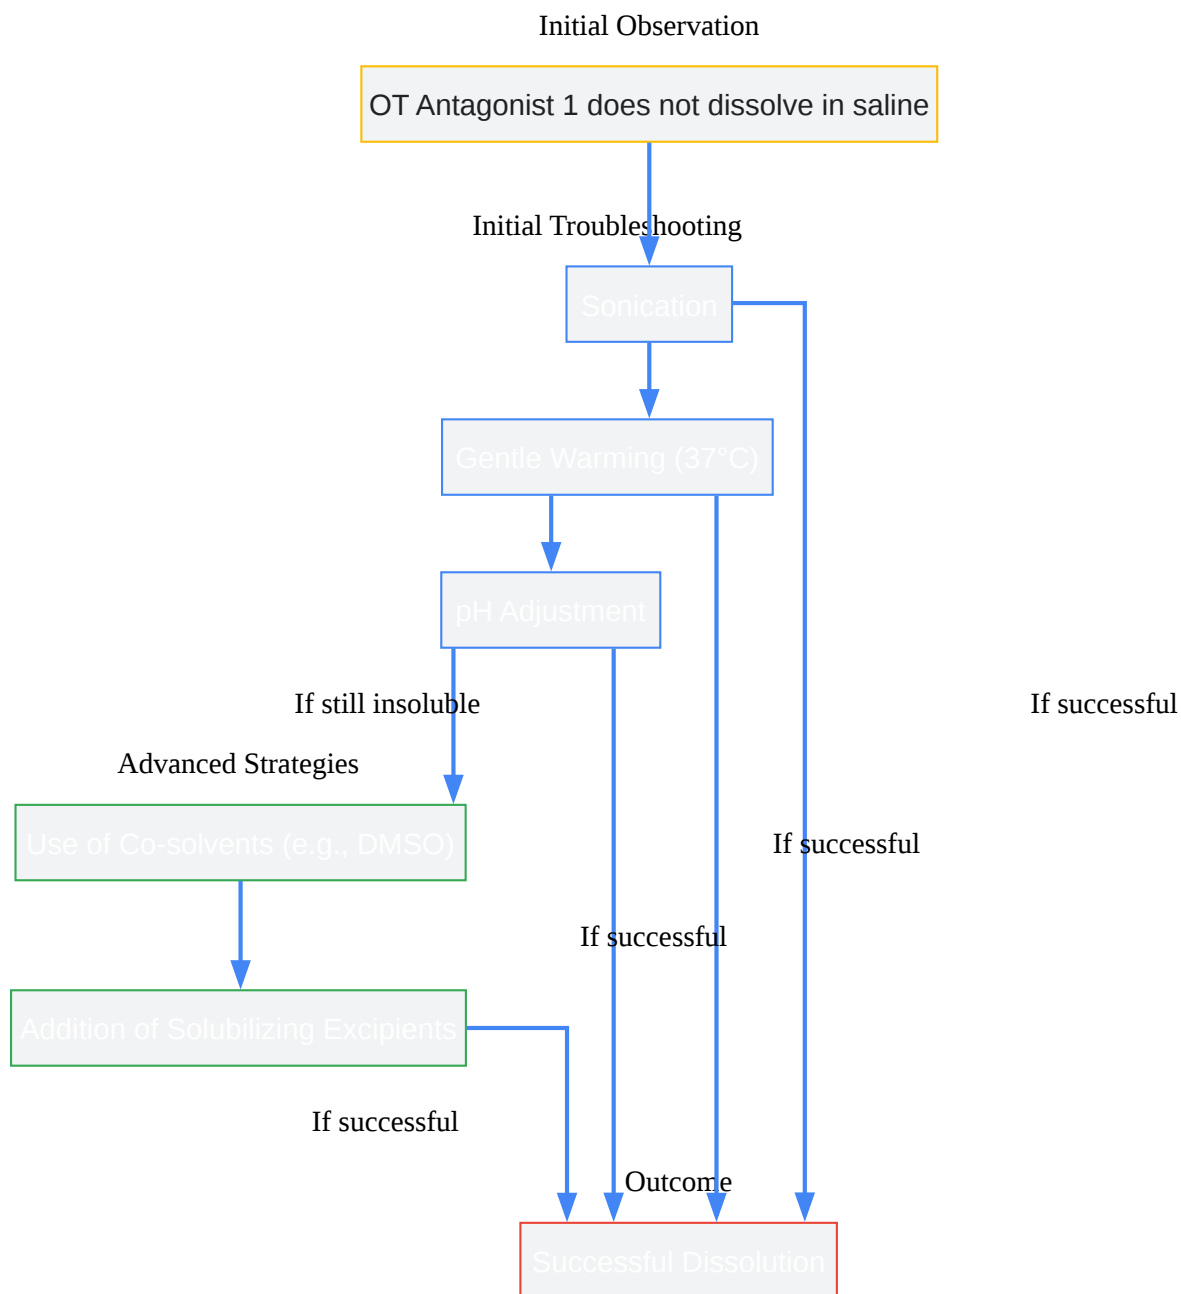 Initial Observation
OT Antagonist 1 does not dissolve in saline
Initial Troubleshooting
Sonication
Gentle Warming (37°C)
pH Adjustment
If still insoluble
If successful
Advanced Strategies
Use of Co-solvents (e.g., DMSO)
If successful
If successful
Addition of Solubilizing Excipients
If successful
Outcome
Successful Dissolution